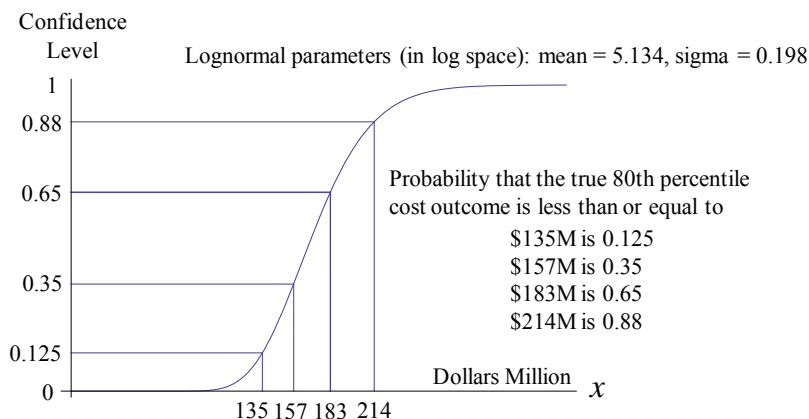 Confidence
Level
Lognormal parameters (in log space): mean = 5.134, sigma = 0.198
1
0.88
0.65
0.35
0.125
0
Probability that the true 80th percentile
cost outcome is less than or equal to
$135M is 0.125
$157M is 0.35
$183M is 0.65
$214M is 0.88
Dollars Million
x
135 157 183 214